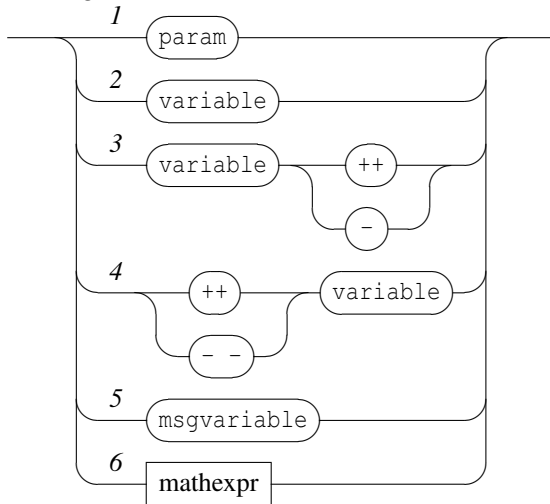 1 param
2 variable
3 variable ++
-
4 ++ variable
- -
5 msgvariable
6 mathexpr